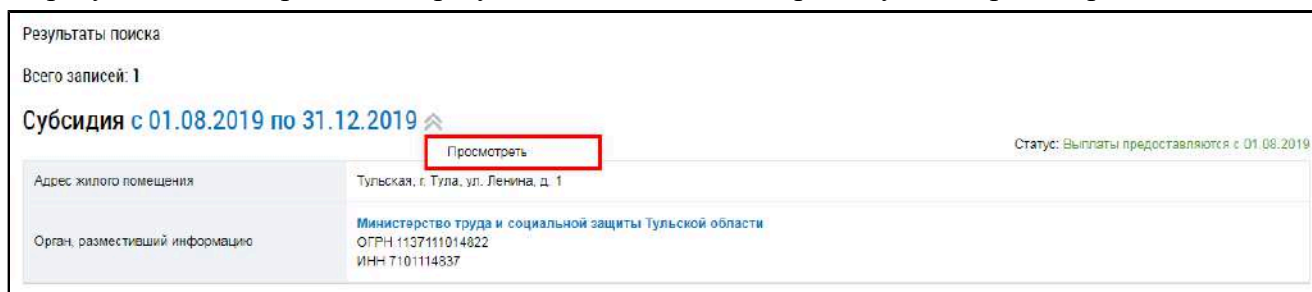 Результаты поиска
Всего записей: 1
Субсидия с 01.08.2019 по 31.12.2019
Просмотреть
Статус: Выплаты предоставляются с 01.08.2019
Адрес жилого помещения
Тульская, г. Тула, ул. Ленина, д. 1
Министерство труда и социальной защиты Тульской области
Орган, разместивший информацию
ОГРН 1137111014822
ИНН 7101114837